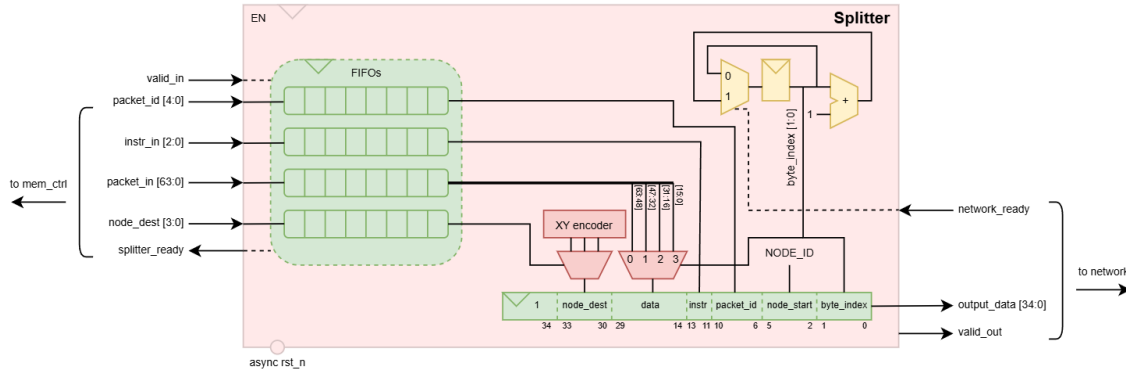 EN
Splitter
FIFOs
valid_in
packet_id [4:0]
instr_in [2:0]
packet_in [63:0]
node_dest [3:0]
splitter_ready
to mem_ctrl
0
1
+
1
byte_index [1:0]
[63:48]
[47:32]
[31:16]
[15:0]
XY encoder
0 1 2 3
NODE_ID
network_ready
to network
1 node_dest data instr packet_id node_start byte_index
34 33 30 29 14 13 11 10 6 5 2 1 0
output_data [34:0]
valid_out
async rst_n